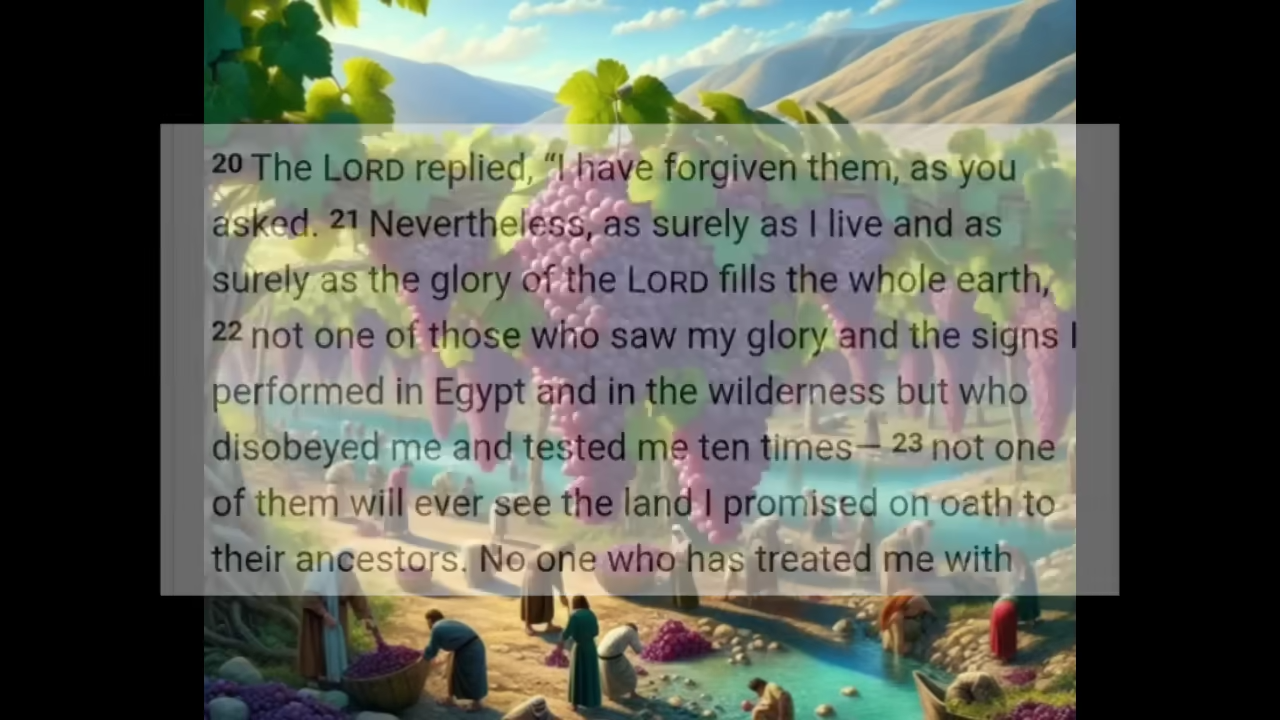 20 The LORD replied, “I have forgiven them, as you
asked. 21 Nevertheless, as surely as I live and as
surely as the glory of the LORD fills the whole earth,
22 not one of those who saw my glory and the signs I
performed in Egypt and in the wilderness but who
disobeyed me and tested me ten times— 23 not one
of them will ever see the land I promised on oath to
their ancestors. No one who has treated me with